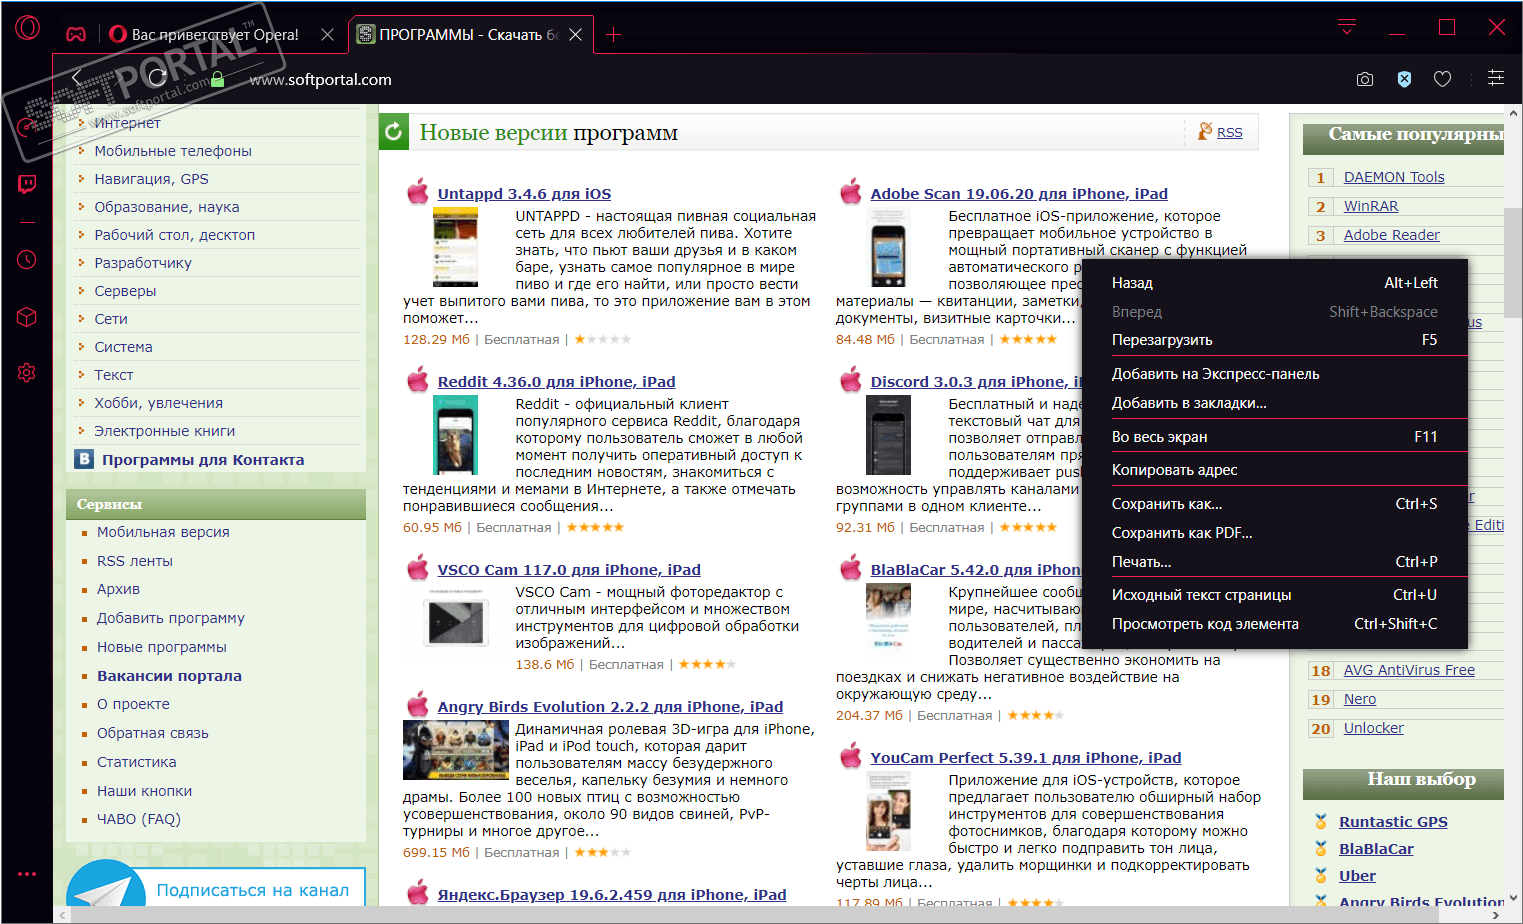 Вас приветствует Opera!
ПРОГРАММЫ - Скачать бе
www.softportal.com
SOFTPORTAL™
www.softportal.com
Интернет
Мобильные телефоны
Навигация, GPS
Образование, наука
Рабочий стол, десктоп
Разработчику
Серверы
Сети
Система
Текст
Хобби, увлечения
Электронные книги
B Программы для Контакта
Сервисы
Мобильная версия
RSS ленты
Архив
Добавить программу
Новые программы
Вакансии портала
О проекте
Обратная связь
Статистика
Наши кнопки
ЧАВО (FAQ)
Подписаться на канал
Новые версии программ
RSS
Untappd 3.4.6 для iOS
UNTAPPD - настоящая пивная социальная
сеть для всех любителей пива. Хотите
знать, что пьют ваши друзья и в каком
баре, узнать самое популярное в мире
пиво и где его найти, или просто вести
учет выпитого вами пива, то это приложение вам в этом
поможет...
128.29 Мб | Бесплатная |
Reddit 4.36.0 для iPhone, iPad
Reddit - официальный клиент
популярного сервиса Reddit, благодаря
которому пользователь сможет в любой
момент получить оперативный доступ к
последним новостям, знакомиться с
тенденциями и мемами в Интернете, а также отмечать
понравившиеся сообщения...
60.95 Мб | Бесплатная |
VSCO Cam 117.0 для iPhone, iPad
VSCO Cam - мощный фоторедактор с
отличным интерфейсом и множеством
инструментов для цифровой обработки
изображений...
138.6 Мб | Бесплатная |
Angry Birds Evolution 2.2.2 для iPhone, iPad
Динамичная ролевая 3D-игра для iPhone,
iPad и iPod touch, которая дарит
пользователям массу безудержного
веселья, капельку безумия и немного
драмы. Более 100 новых птиц с возможностью
усовершенствования, около 90 видов свиней, PvP-
турниры и многое другое...
699.15 Мб | Бесплатная |
Яндекс.Браузер 19.6.2.459 для iPhone, iPad
Adobe Scan 19.06.20 для iPhone, iPad
Бесплатное iOS-приложение, которое
превращает мобильное устройство в
мощный портативный сканер с функцией
автоматического р
позволяющее прес
материалы — квитанции, заметки,
документы, визитные карточки...
84.48 Мб | Бесплатная |
Discord 3.0.3 для iPhone, i
Бесплатный и наде
текстовый чат для
позволяет отправл
пользователям пря
поддерживает pus
возможность управлять каналами
группами в одном клиенте...
92.31 Мб | Бесплатная |
BlaBlaCar 5.42.0 для iPhon
Крупнейшее сообщ
мире, насчитываю
пользователей, пл
водителей и пасса
Позволяет существенно экономить на
поездках и снижать негативное воздействие на
окружающую среду...
204.37 Мб | Бесплатная |
YouCam Perfect 5.39.1 для iPhone, iPad
Приложение для iOS-устройств, которое
предлагает пользователю обширный набор
инструментов для совершенствования
фотоснимков, благодаря которому можно
быстро и легко подправить тон лица,
уставшие глаза, удалить морщинки и подкорректировать
черты лица...
117.89 Мб | Бесплатная |
Назад Alt+Left
Вперед Shift+Backspace
Перезагрузить F5
Добавить на Экспресс-панель
Добавить в закладки...
Во весь экран F11
Копировать адрес
Сохранить как... Ctrl+S
Сохранить как PDF...
Печать... Ctrl+P
Исходный текст страницы Ctrl+U
Просмотреть код элемента Ctrl+Shift+C
Самые популярны
1 DAEMON Tools
2 WinRAR
3 Adobe Reader
us
r
Editi
18 AVG AntiVirus Free
19 Nero
20 Unlocker
Наш выбор
Runtastic GPS
BlaBlaCar
Uber
Angry Birds Evolution